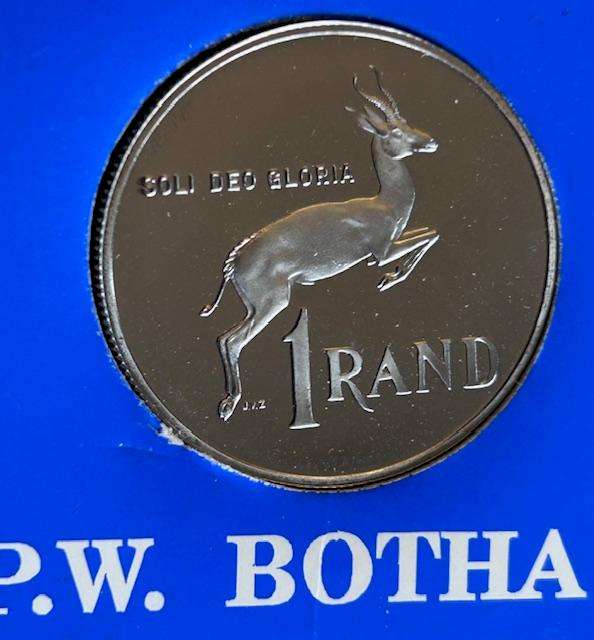 SOLI DEO GLORIA
1 RAND
P.W. BOTHA